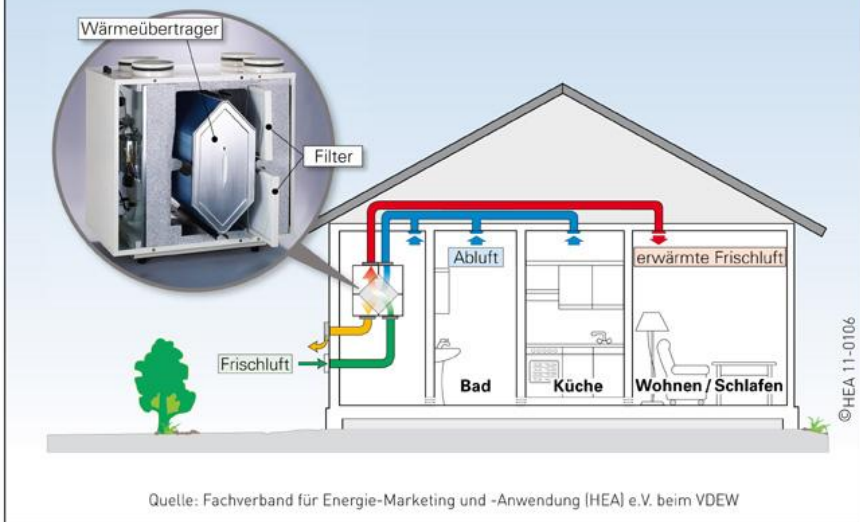 Wärmeübertrager
Filter
Abluft
erwärmte Frischluft
Frischluft
Bad
Küche
Wohnen / Schlafen
©HEA 11-0106
Quelle: Fachverband für Energie-Marketing und -Anwendung (HEA) e.V. beim VDEW